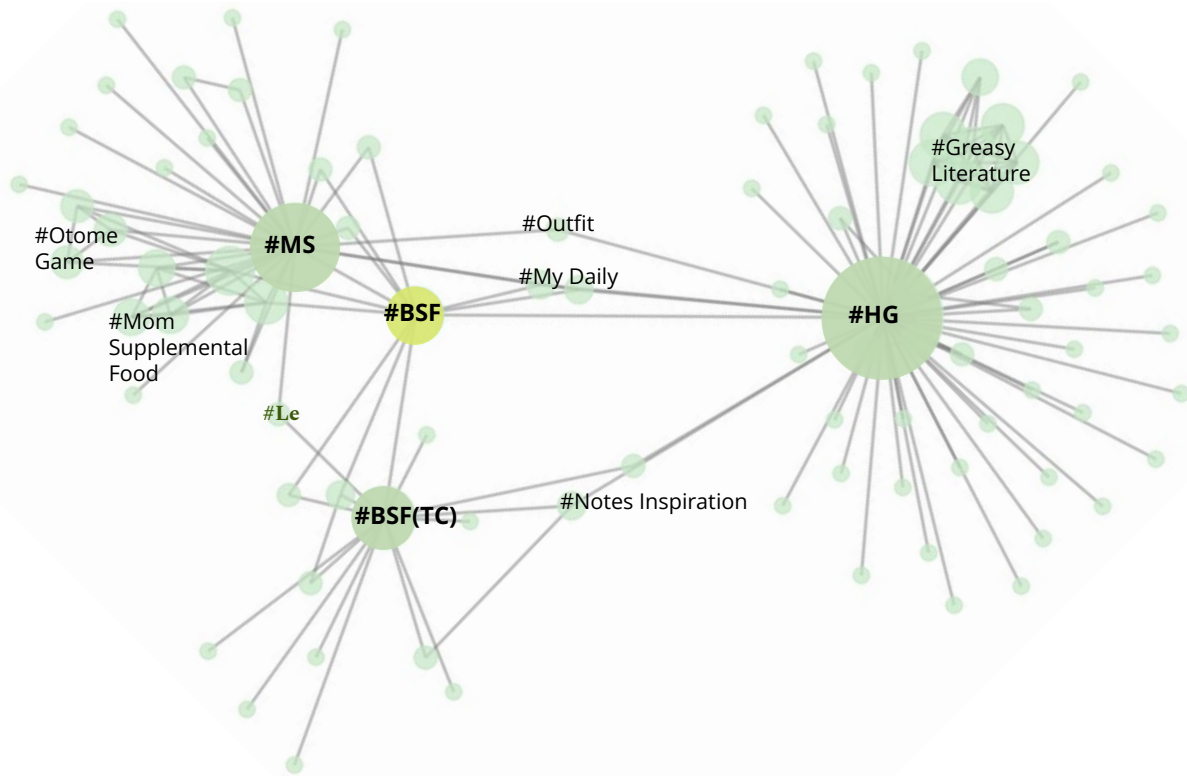 #Greasy
Literature
#Outfit
#Otome
Game
#MS
#My Daily
#BSF
#HG
#Mom
Supplemental
Food
#Le
#Notes Inspiration
#BSF(TC)